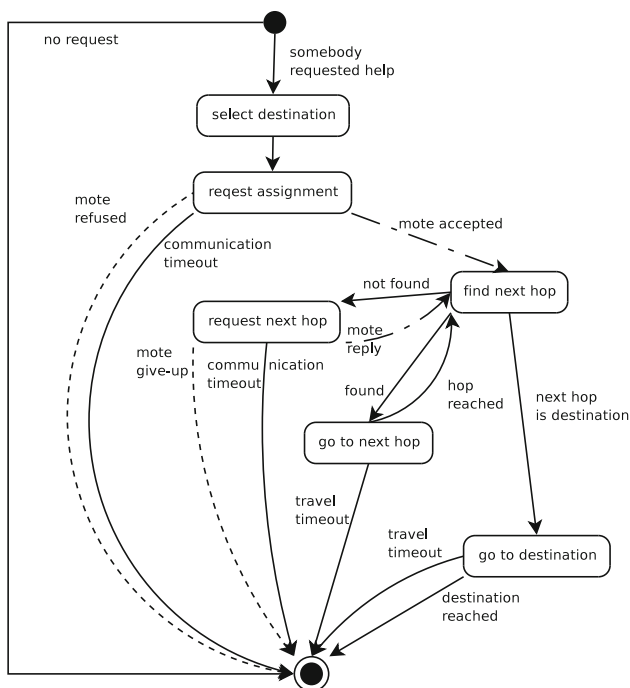 no request
somebody
requested help
select destination
reqest assignment
mote
refused
mote accepted
communication
timeout
not found
find next hop
request next hop
mote
reply
mote
give-up
commu nication
timeout
found
hop
reached
next hop
is destination
go to next hop
travel
timeout
travel
timeout
go to destination
destination
reached